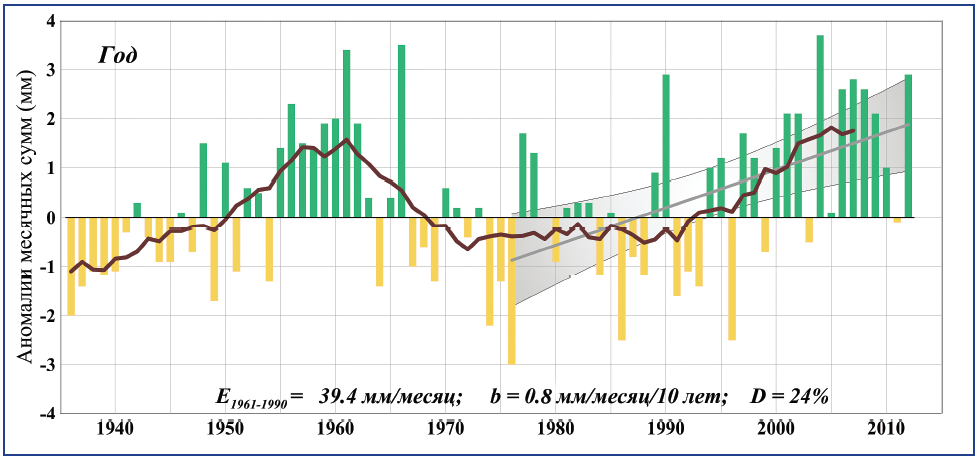 Год
Аномалии месячных сумм (мм)
4
3
2
1
0
-1
-2
-3
-4
E1961-1990 = 39.4 мм/месяц; b = 0.8 мм/месяц/10 лет; D = 24%
1940 1950 1960 1970 1980 1990 2000 2010